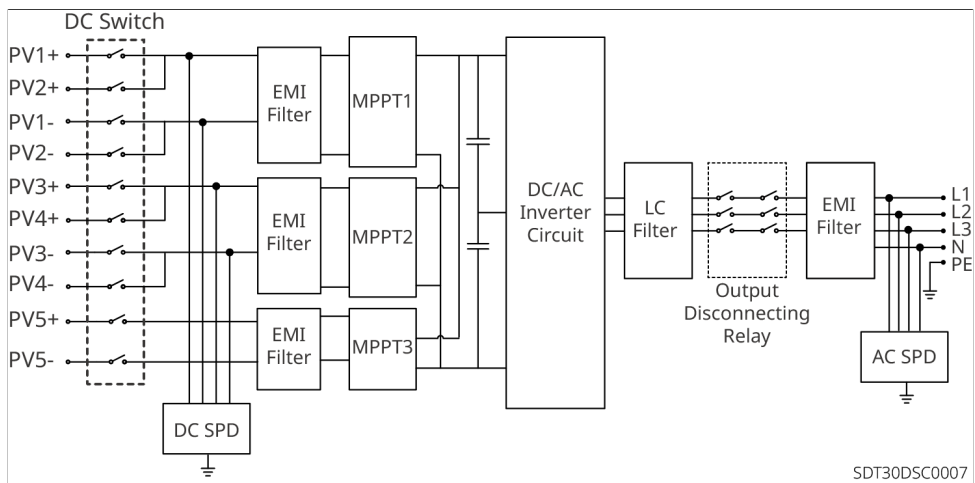 DC Switch
PV1+
PV2+
PV1-
PV2-
PV3+
PV4+
PV3-
PV4-
PV5+
PV5-
EMI
Filter
MPPT1
EMI
Filter
MPPT2
EMI
Filter
MPPT3
DC SPD
DC/AC
Inverter
Circuit
LC
Filter
Output
Disconnecting
Relay
EMI
Filter
L1
L2
L3
N
PE
AC SPD
SDT30DSC0007